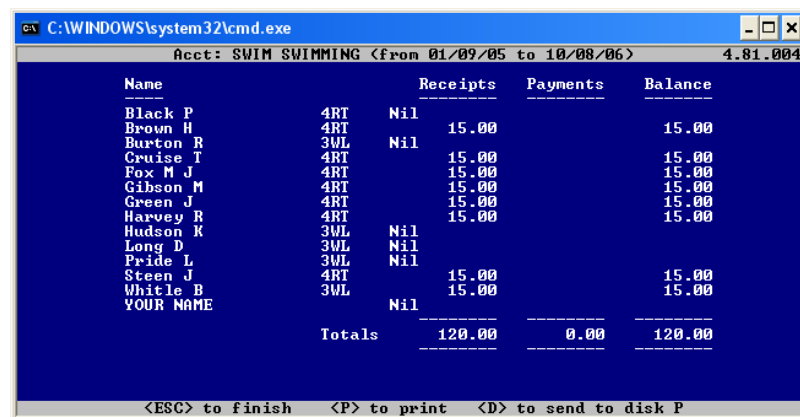 C:\WINDOWS\system32\cmd.exe
Acct: SWIM SWIMMING (from 01/09/05 to 10/08/06) 4.81.004
Name Receipts Payments Balance
Black P 4RT Nil
Brown H 4RT 15.00 15.00
Burton R 3WL Nil
Cruise T 4RT 15.00 15.00
Fox M J 4RT 15.00 15.00
Gibson M 4RT 15.00 15.00
Green J 4RT 15.00 15.00
Harvey R 4RT 15.00 15.00
Hudson K 3WL Nil
Long D 3WL Nil
Pride L 3WL Nil
Steen J 4RT 15.00 15.00
Whitle B 3WL 15.00 15.00
YOUR NAME Nil
Totals 120.00 0.00 120.00
<ESC> to finish <P> to print <D> to send to disk P